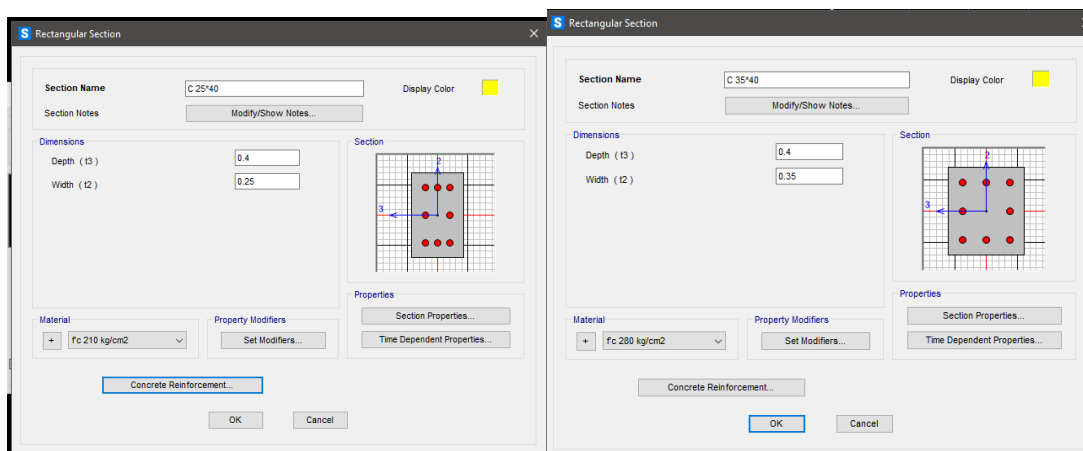 S Rectangular Section
Section Name C 25*40 Display Color
Section Notes Modify/Show Notes...
Dimensions
Depth ( t3 ) 0.4
Width ( t2 ) 0.25
Section
2
3
Properties
Section Properties...
Time Dependent Properties...
Material
+ f'c 210 kg/cm2
Property Modifiers
Set Modifiers...
Concrete Reinforcement...
OK Cancel
S Rectangular Section
Section Name C 35*40 Display Color
Section Notes Modify/Show Notes...
Dimensions
Depth ( t3 ) 0.4
Width ( t2 ) 0.35
Section
2
3
Properties
Section Properties...
Time Dependent Properties...
Material
+ f'c 280 kg/cm2
Property Modifiers
Set Modifiers...
Concrete Reinforcement...
OK Cancel